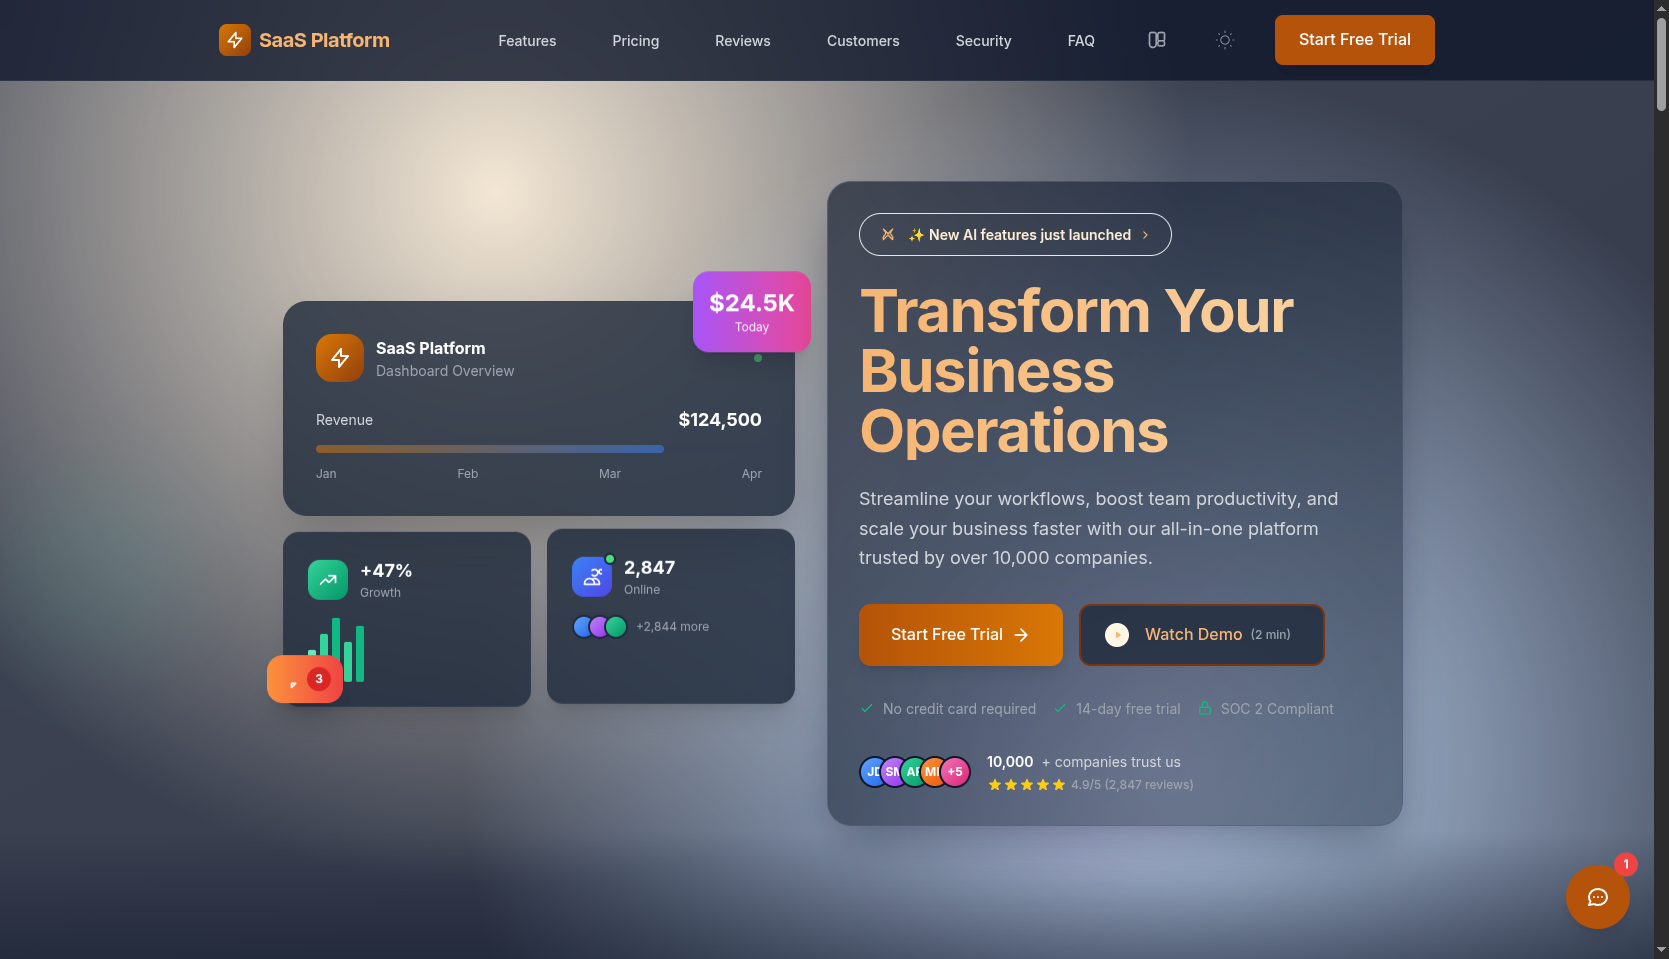 SaaS Platform
Features
Pricing
Reviews
Customers
Security
FAQ
Start Free Trial
$24.5K
Today
SaaS Platform
Dashboard Overview
Revenue
$124,500
Jan
Feb
Mar
Apr
+47%
Growth
3
2,847
Online
+2,844 more
✨ New AI features just launched
Transform Your
Business
Operations
Streamline your workflows, boost team productivity, and
scale your business faster with our all-in-one platform
trusted by over 10,000 companies.
Start Free Trial
Watch Demo (2 min)
No credit card required
14-day free trial
SOC 2 Compliant
+5
10,000 + companies trust us
4.9/5 (2,847 reviews)
1